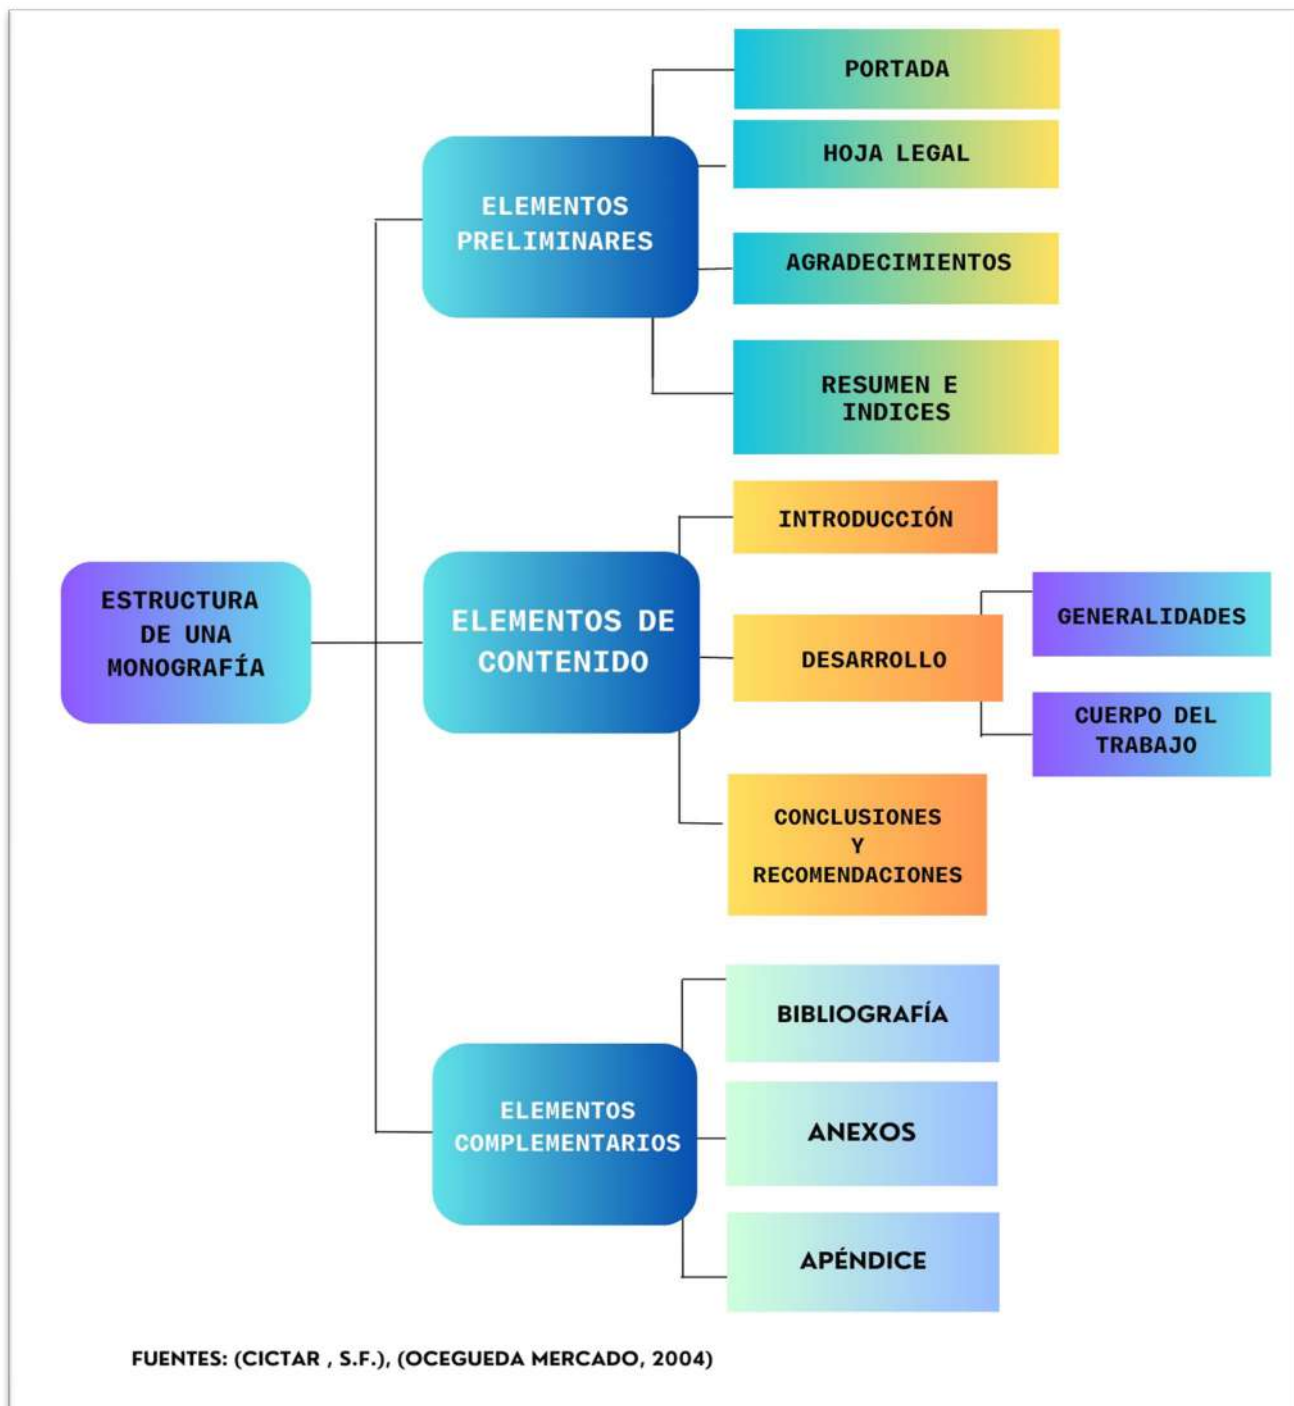 ESTRUCTURA
DE UNA
MONOGRAFÍA
ELEMENTOS
PRELIMINARES
PORTADA
HOJA LEGAL
AGRADECIMIENTOS
RESUMEN E
INDICES
ELEMENTOS DE
CONTENIDO
INTRODUCCIÓN
DESARROLLO
GENERALIDADES
CUERPO DEL
TRABAJO
CONCLUSIONES
Y
RECOMENDACIONES
ELEMENTOS
COMPLEMENTARIOS
BIBLIOGRAFÍA
ANEXOS
APÉNDICE
FUENTES: (CICTAR , S.F.), (OCEGUEDA MERCADO, 2004)